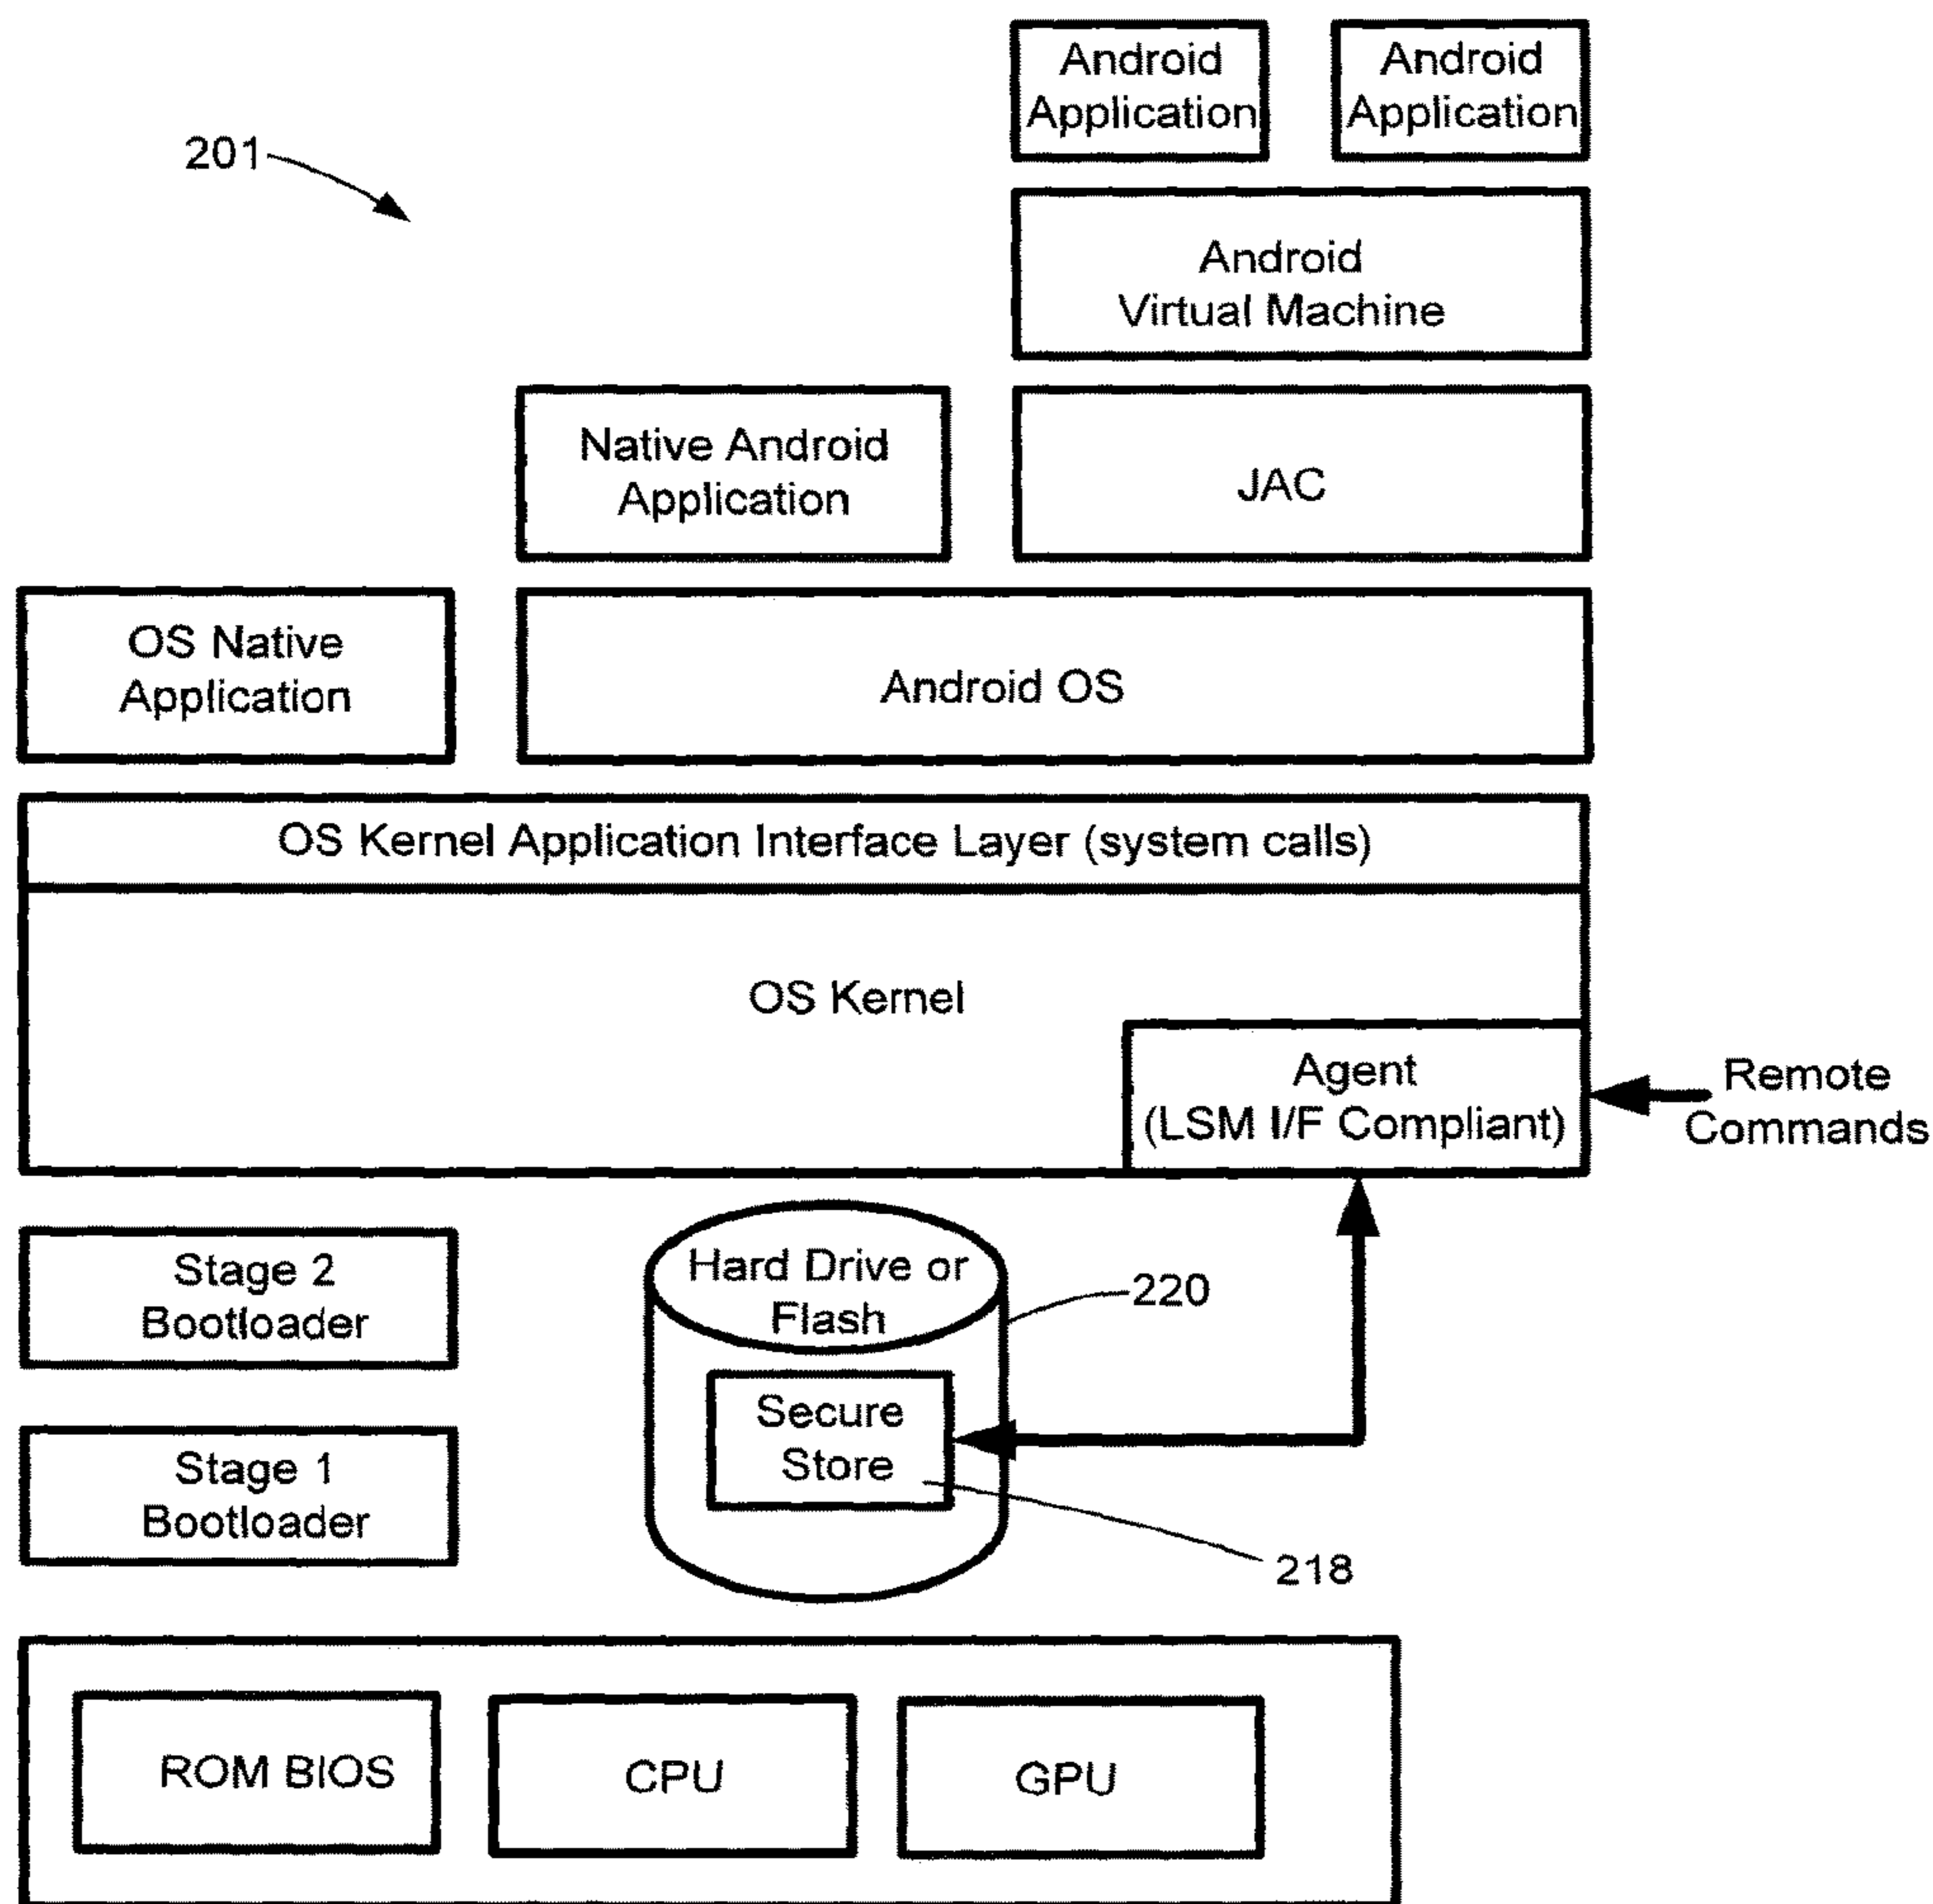 Android
Application
Android
Application
201
Android
Virtual Machine
Native Android
Application
JAC
OS Native
Application
Android OS
OS Kernel Application Interface Layer (system calls)
OS Kernel
Agent
(LSM I/F Compliant)
Remote
Commands
Stage 2
Bootloader
Hard Drive or
Flash
220
Secure
Store
Stage 1
Bootloader
218
ROM BIOS
CPU
GPU